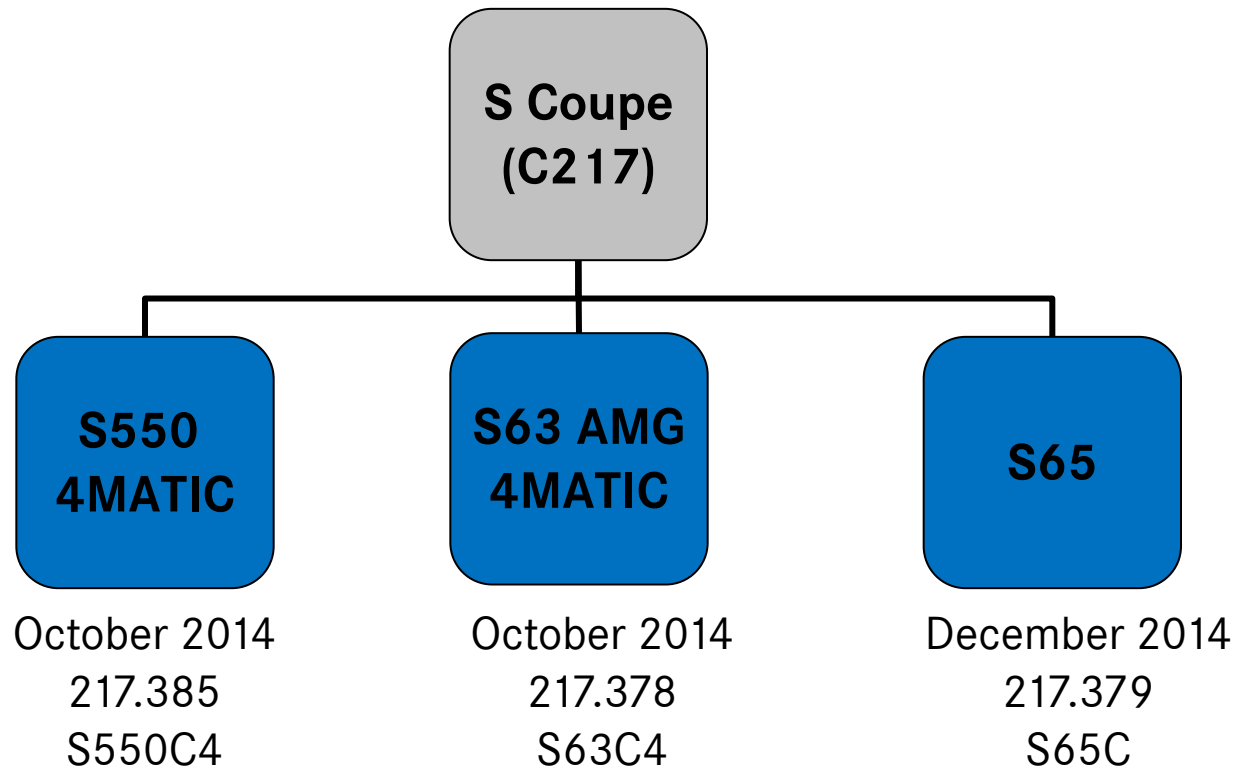 S Coupe
(C217)
S550
4MATIC
S63 AMG
4MATIC
S65
October 2014
217.385
S550C4
October 2014
217.378
S63C4
December 2014
217.379
S65C